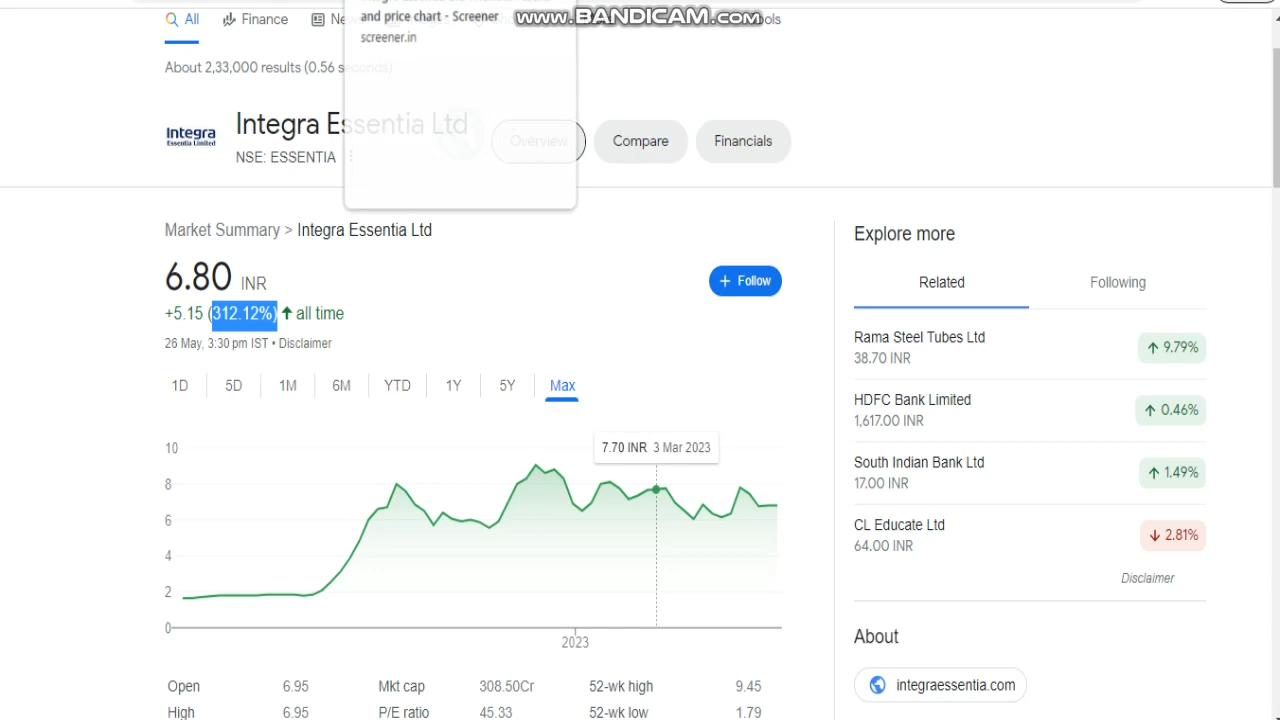 and price chart - Screener
screener.in
www.BANDICAM.com
All
Finance
About 2,33,000 results (0.56 seconds)
Integra
Essentia Limited
Integra Essentia Ltd
NSE: ESSENTIA
Overview
Compare
Financials
Market Summary > Integra Essentia Ltd
6.80 INR
+5.15 (312.12%) ↑ all time
26 May, 3:30 pm IST • Disclaimer
+ Follow
1D 5D 1M 6M YTD 1Y 5Y Max
7.70 INR 3 Mar 2023
10
8
6
4
2
0
2023
Open 6.95 Mkt cap 308.50Cr 52-wk high 9.45
High 6.95 P/E ratio 45.33 52-wk low 1.79
Explore more
Related Following
Rama Steel Tubes Ltd
38.70 INR
↑ 9.79%
HDFC Bank Limited
1,617.00 INR
↑ 0.46%
South Indian Bank Ltd
17.00 INR
↑ 1.49%
CL Educate Ltd
64.00 INR
↓ 2.81%
Disclaimer
About
integraessentia.com